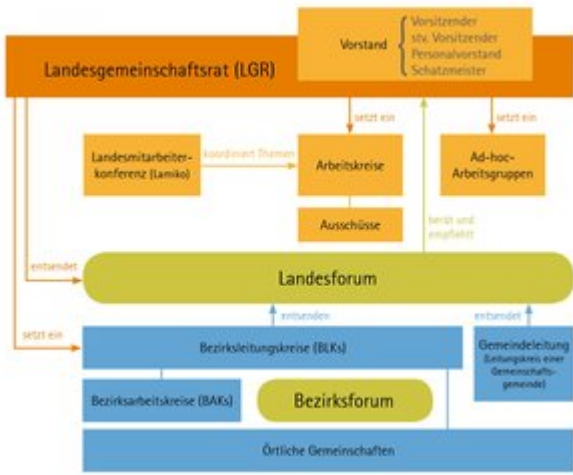 Vorstand
Vorsitzender
stv. Vorsitzender
Personalvorstand
Schatzmeister
Landesgemeinschaftsrat (LGR)
setzt ein
setzt ein
Landesmitarbeiter-
konferenz (Lamiko)
koordiniert Themen
Arbeitskreise
Ad-hoc-
Arbeitsgruppen
Ausschüsse
berät und
empfiehlt
entsendet
Landesforum
entsenden
entsendet
setzt ein
Bezirksleitungskreise (BLKs)
Gemeindeleitung
(Leitungskreis einer
Gemeinschafts-
gemeinde)
Bezirksarbeitskreise (BAKs)
Bezirksforum
Örtliche Gemeinschaften